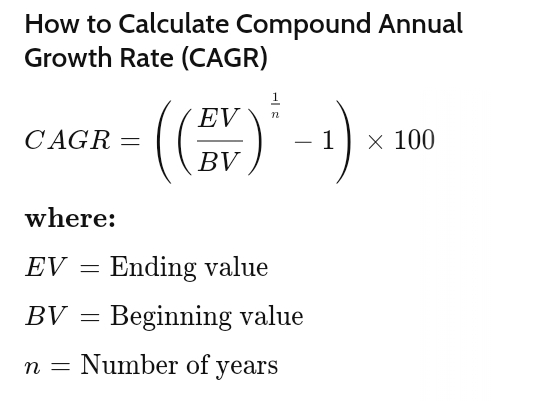 How to Calculate Compound Annual
Growth Rate (CAGR)
CAGR = ((EV/BV)^(1/n) − 1) × 100
where:
EV = Ending value
BV = Beginning value
n = Number of years